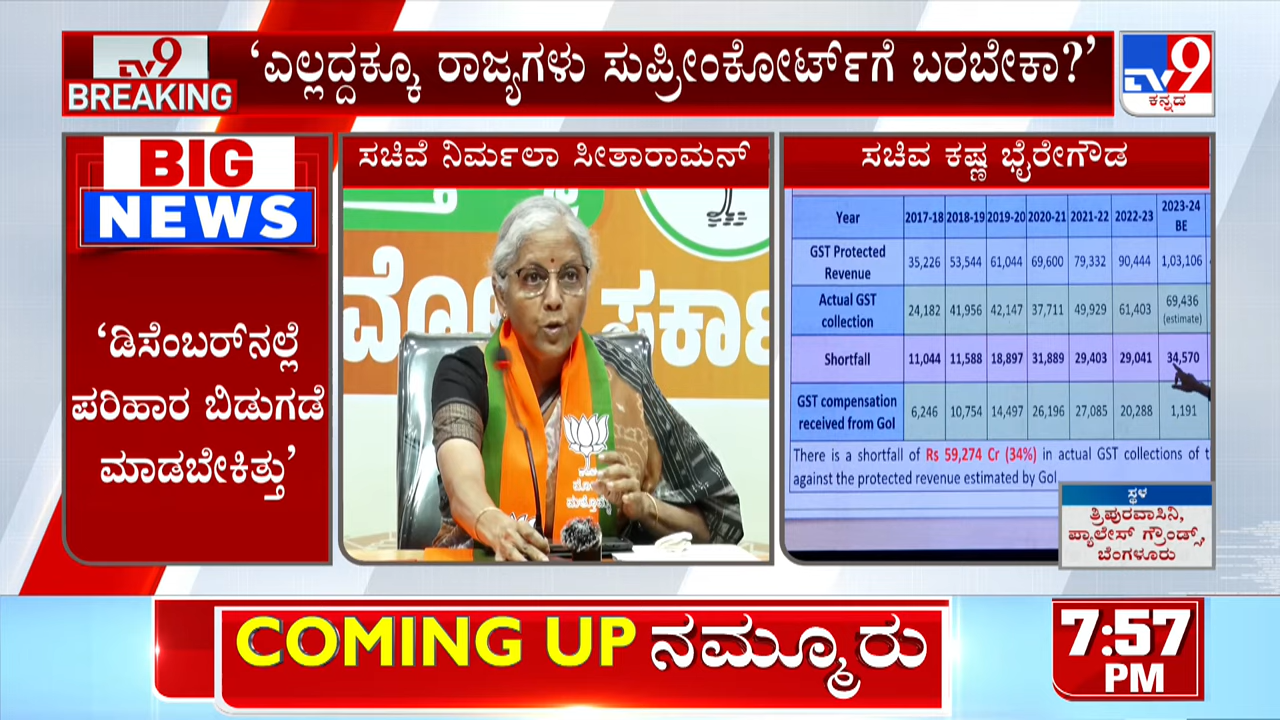 TV9
BREAKING
‘ಎಲ್ಲದ್ದಕ್ಕೂ ರಾಜ್ಯಗಳು ಸುಪ್ರೀಂಕೋರ್ಟ್‌ಗೆ ಬರಬೇಕಾ?’
TV9
ಕನ್ನಡ
BIG
NEWS
‘ಡಿಸೆಂಬರ್‌ನಲ್ಲೆ
ಪರಿಹಾರ ಬಿಡುಗಡೆ
ಮಾಡಬೇಕಿತ್ತು’
ಸಚಿವೆ ನಿರ್ಮಲಾ ಸೀತಾರಾಮನ್
ಸರ್ಕಾ
ಸಚಿವ ಕಷ್ಣ ಭೈರೇಗೌಡ
Year 2017-18 2018-19 2019-20 2020-21 2021-22 2022-23 2023-24
BE
GST Protected
Revenue 35,226 53,544 61,044 69,600 79,332 90,444 1,03,106
Actual GST
collection 24,182 41,956 42,147 37,711 49,929 61,403 69,436
(estimate)
Shortfall 11,044 11,588 18,897 31,889 29,403 29,041 34,570
GST compensation
received from GoI 6,246 10,754 14,497 26,196 27,085 20,288 1,191
There is a shortfall of Rs 59,274 Cr (34%) in actual GST collections of
against the protected revenue estimated by GoI
ಸ್ಥಳ
ತ್ರಿಪುರವಾಸಿನಿ,
ಪ್ಯಾಲೇಸ್ ಗ್ರೌಂಡ್ಸ್,
ಬೆಂಗಳೂರು
COMING UP ನಮ್ಮೂರು
7:57
PM